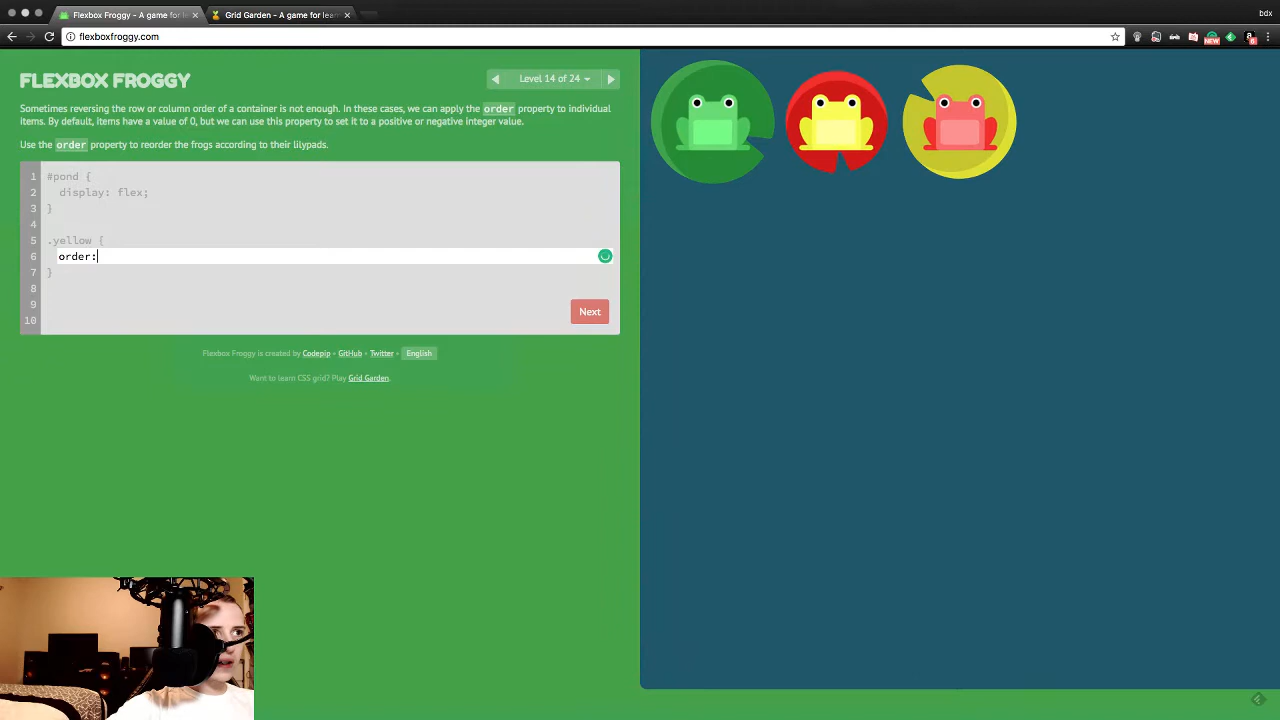 Flexbox Froggy - A game for le
Grid Garden - A game for lear
bdx
flexboxfroggy.com
NEW
6
FLEXBOX FROGGY
Level 14 of 24
Sometimes reversing the row or column order of a container is not enough. In these cases, we can apply the order property to individual
items. By default, items have a value of 0, but we can use this property to set it to a positive or negative integer value.
Use the order property to reorder the frogs according to their lilypads.
1 #pond {
2 display: flex;
3 }
4
5 .yellow {
6 order:
7 }
8
9
10
Next
Flexbox Froggy is created by Codepip • GitHub • Twitter • English
Want to learn CSS grid? Play Grid Garden.